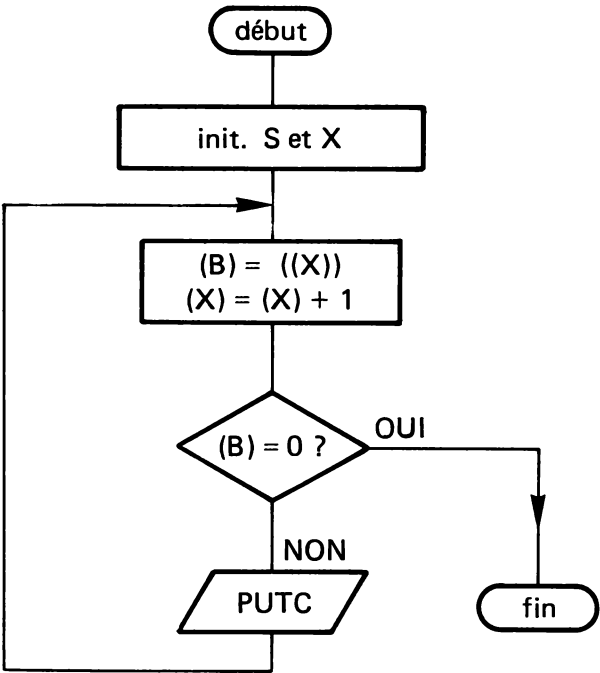 début
init. S et X
(B) = ((X))
(X) = (X) + 1
(B) = 0 ?
OUI
NON
PUTC
fin